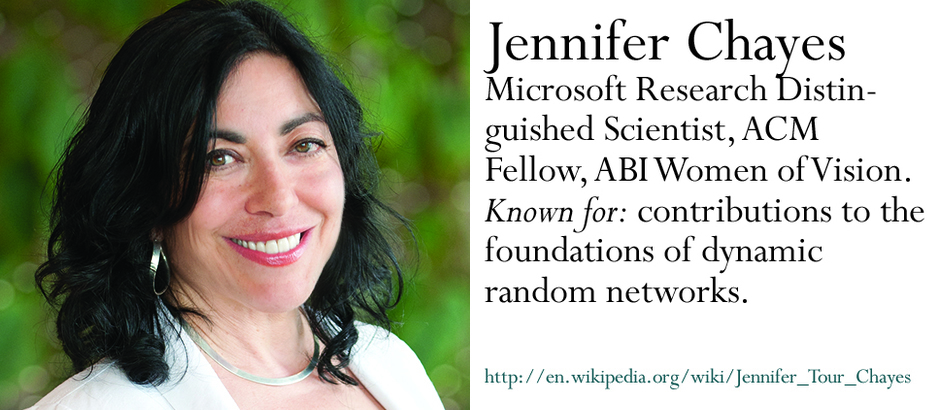 Jennifer Chayes
Microsoft Research Distin-
guished Scientist, ACM
Fellow, ABI Women of Vision.
Known for: contributions to the
foundations of dynamic
random networks.
http://en.wikipedia.org/wiki/Jennifer_Tour_Chayes